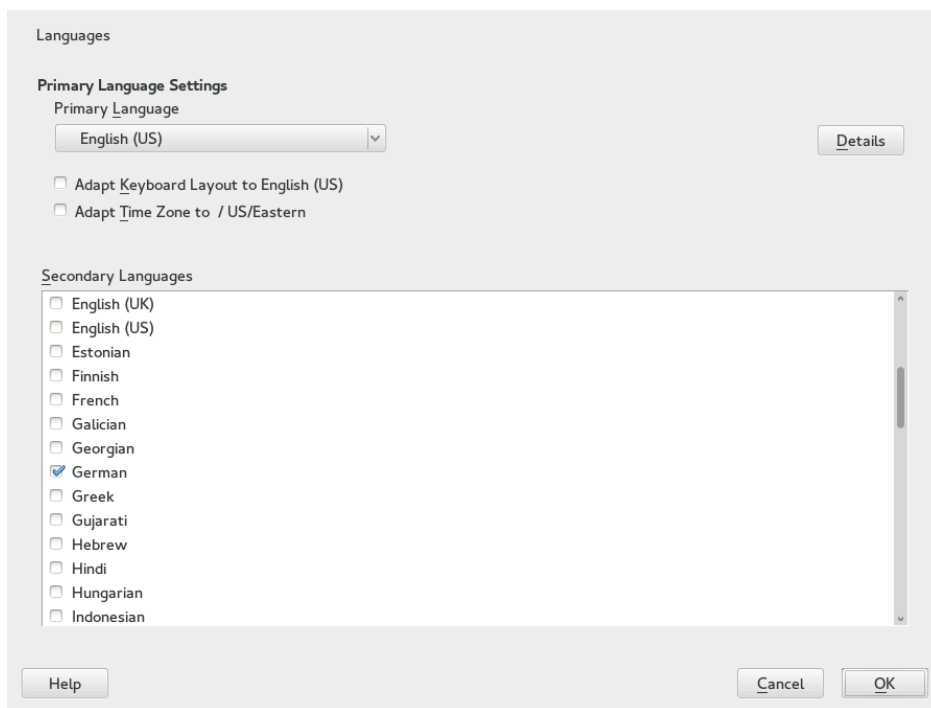 Languages
Primary Language Settings
Primary Language
English (US)
Details
Adapt Keyboard Layout to English (US)
Adapt Time Zone to / US/Eastern
Secondary Languages
English (UK)
English (US)
Estonian
Finnish
French
Galician
Georgian
German
Greek
Gujarati
Hebrew
Hindi
Hungarian
Indonesian
Help
Cancel
OK